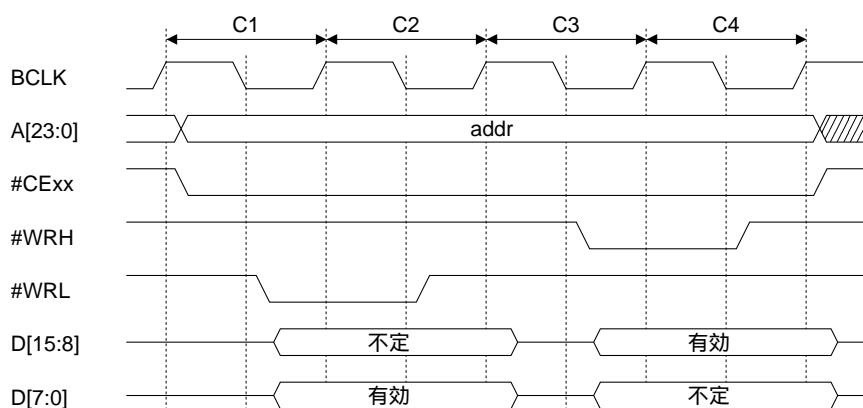 C1 C2 C3 C4
BCLK
A[23:0] addr
#CExx
#WRH
#WRL
D[15:8] 不定 有効
D[7:0] 有効 不定